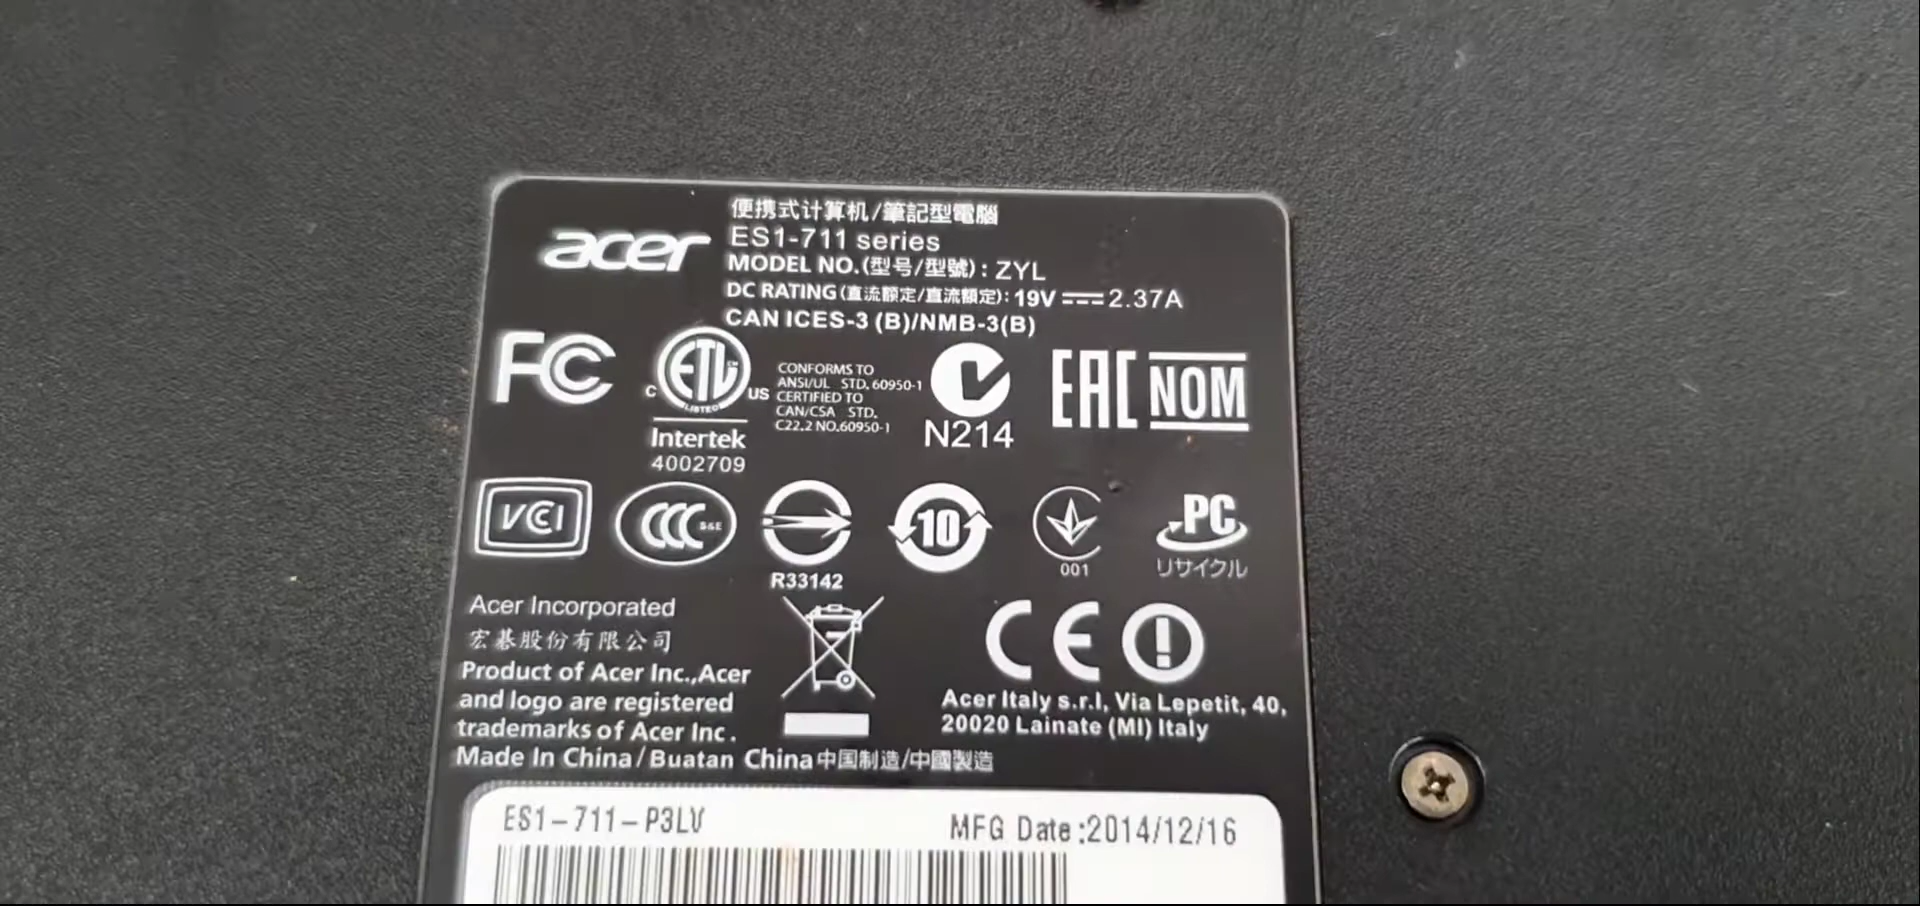 acer
便携式计算机/筆記型電腦
ES1-711 series
MODEL NO.(型号/型號): ZYL
DC RATING(直流額定/直流額定): 19V ⎓ 2.37A
CAN ICES-3 (B)/NMB-3(B)
FC
C ETL US
LISTED
Intertek
4002709
CONFORMS TO
ANSI/UL STD. 60950-1
CERTIFIED TO
CAN/CSA STD.
C22.2 NO.60950-1
N214
EAC
NOM
VCI
CCC S&E
R33142
10
001
PC
リサイクル
Acer Incorporated
宏碁股份有限公司
Product of Acer Inc.,Acer
and logo are registered
trademarks of Acer Inc.
Made In China/Buatan China 中国制造/中國製造
CE
Acer Italy s.r.l, Via Lepetit, 40,
20020 Lainate (MI) Italy
ES1-711-P3LV
MFG Date:2014/12/16